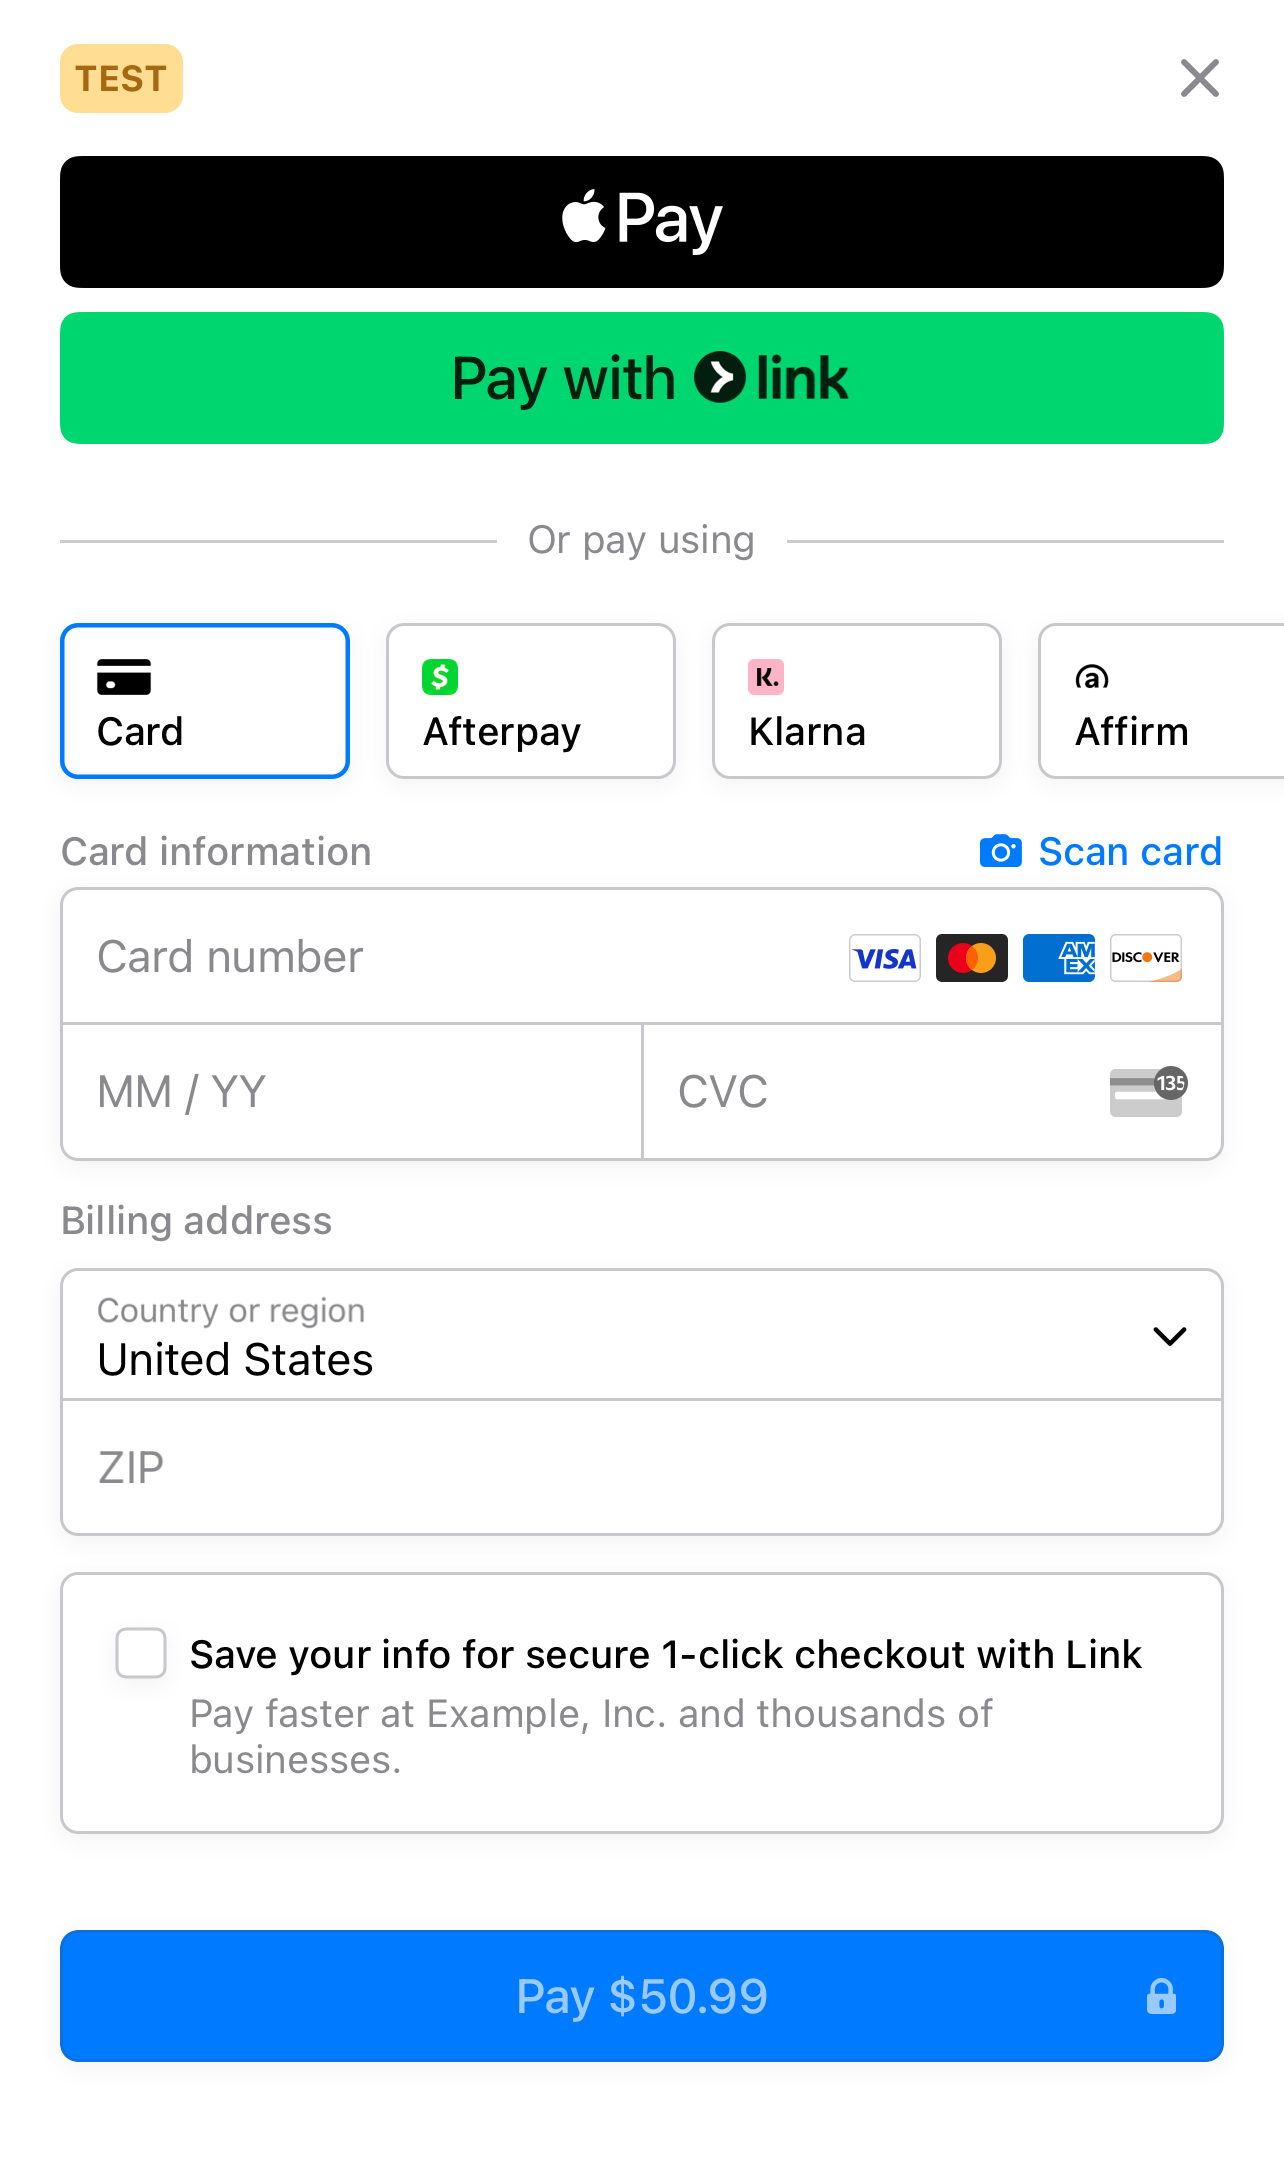 TEST
Pay
Pay with link
Or pay using
Card
$
Afterpay
K.
Klarna
a
Affirm
Card information
Scan card
Card number
VISA
AM
EX
DISCOVER
MM / YY
CVC
135
Billing address
Country or region
United States
ZIP
Save your info for secure 1-click checkout with Link
Pay faster at Example, Inc. and thousands of
businesses.
Pay $50.99